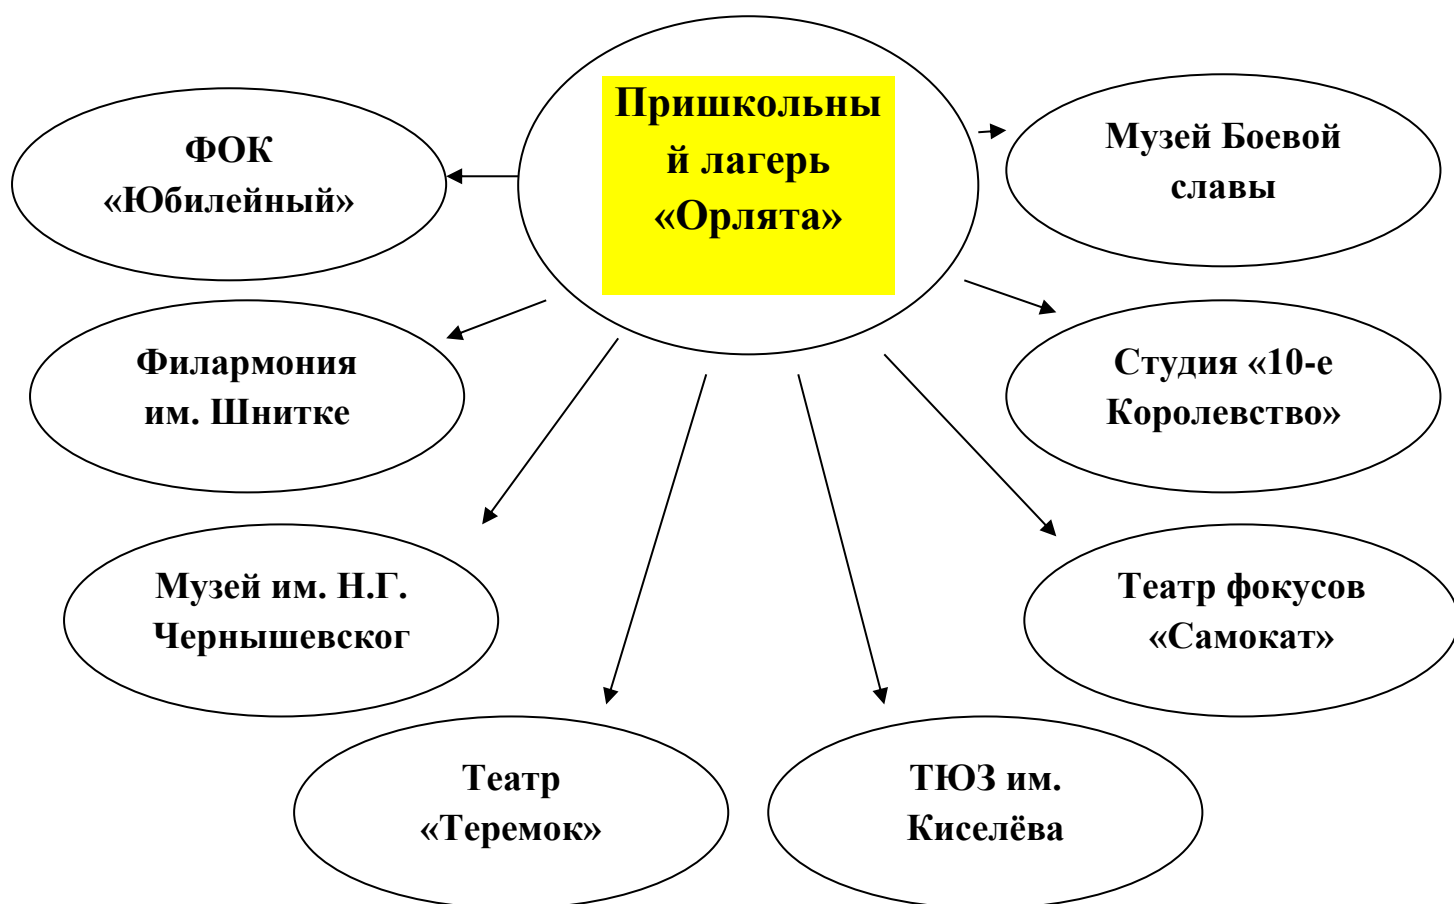 Пришкольны
й лагерь
«Орлята»
ФОК
«Юбилейный»
Музей Боевой
славы
Филармония
им. Шнитке
Студия «10-е
Королевство»
Музей им. Н.Г.
Чернышевског
Театр фокусов
«Самокат»
Театр
«Теремок»
ТЮЗ им.
Киселёва